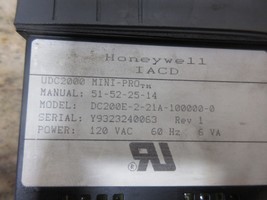 Honeywell
IACD
UDC2000 MINI-PRO™
MANUAL: 51-52-25-14
MODEL: DC200E-2-21A-100000-0
SERIAL: Y9323240063 Rev 1
POWER: 120 VAC 60 Hz 6 VA